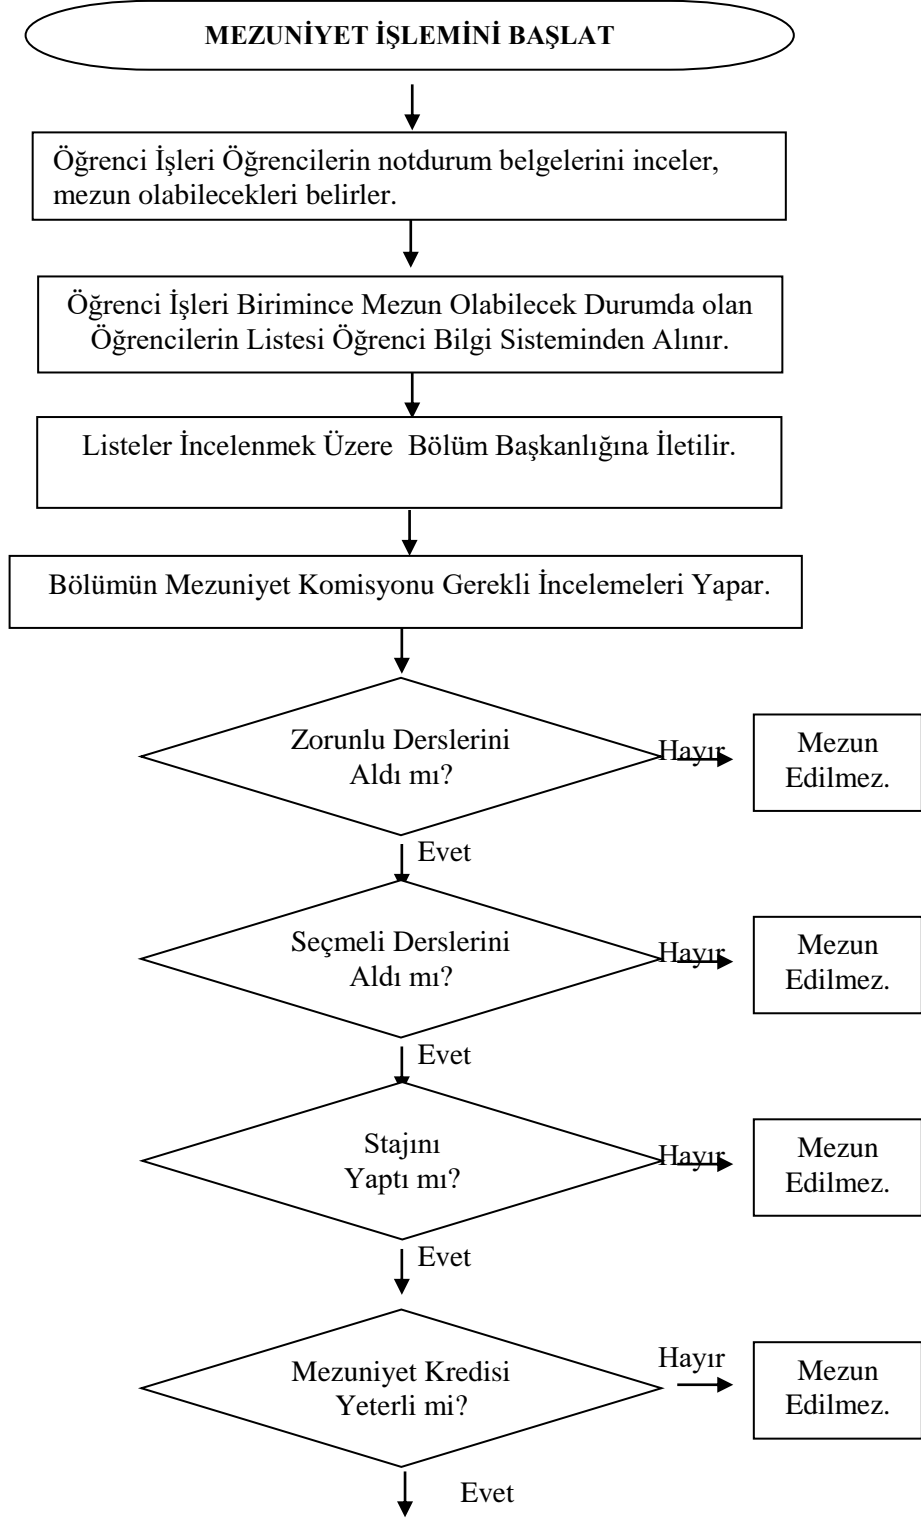 MEZUNİYET İŞLEMİNİ BAŞLAT
Öğrenci İşleri Öğrencilerin notdurum belgelerini inceler,
mezun olabilecekleri belirler.
Öğrenci İşleri Birimince Mezun Olabilecek Durumda olan
Öğrencilerin Listesi Öğrenci Bilgi Sisteminden Alınır.
Listeler İncelenmek Üzere Bölüm Başkanlığına İletilir.
Bölümün Mezuniyet Komisyonu Gerekli İncelemeleri Yapar.
Zorunlu Derslerini
Aldı mı?
Hayır
Mezun
Edilmez.
Evet
Seçmeli Derslerini
Aldı mı?
Hayır
Mezun
Edilmez.
Evet
Stajını
Yaptı mı?
Hayır
Mezun
Edilmez.
Evet
Mezuniyet Kredisi
Yeterli mi?
Hayır
Mezun
Edilmez.
Evet